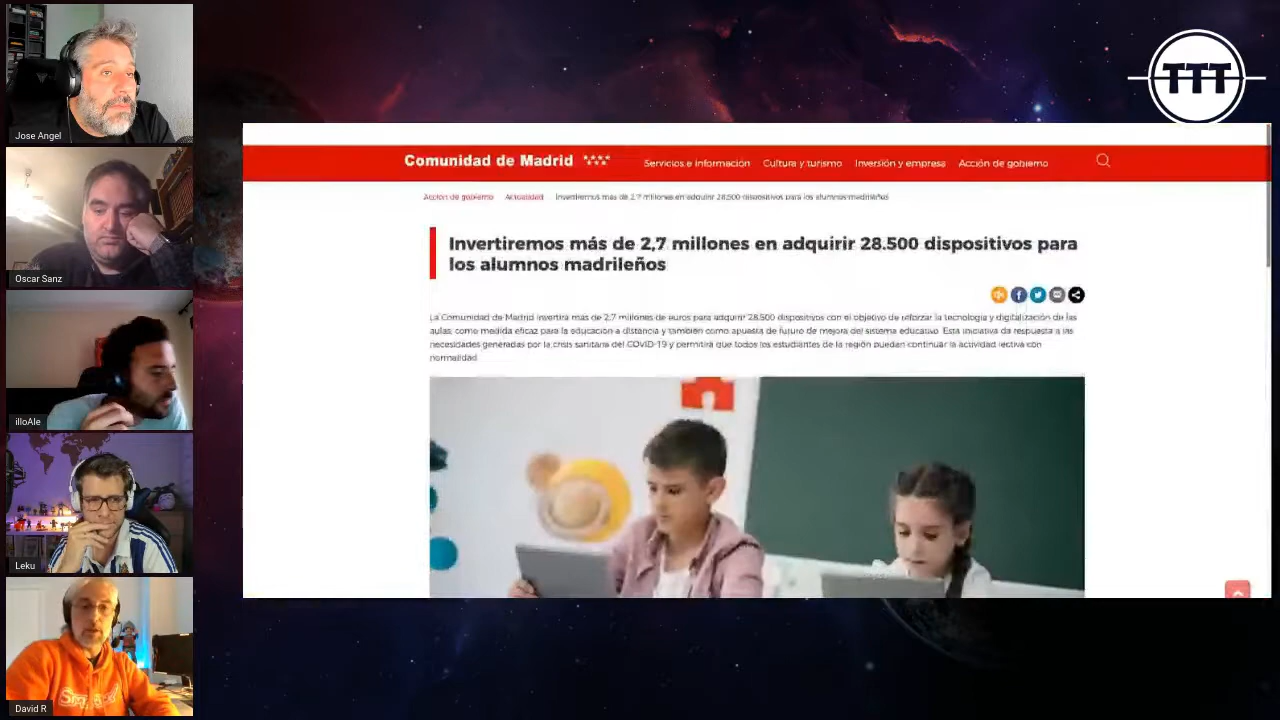 Jose Angel
Oscar Sanz
illoAle
Leku
David R
TTT
Comunidad de Madrid
Servicios e información Cultura y turismo Inversión y empresa Acción de gobierno
Acción de gobierno Actualidad Invertiremos más de 2,7 millones en adquirir 28.500 dispositivos para los alumnos madrileños
Invertiremos más de 2,7 millones en adquirir 28.500 dispositivos para
los alumnos madrileños
La Comunidad de Madrid invertirá más de 2,7 millones de euros para adquirir 28.500 dispositivos con el objetivo de reforzar la tecnología y digitalización de las
aulas, como medida eficaz para la educación a distancia y también como apuesta de futuro de mejora del sistema educativo. Esta iniciativa da respuesta a las
necesidades generadas por la crisis sanitaria del COVID-19 y permitirá que todos los estudiantes de la región puedan continuar la actividad lectiva con
normalidad.